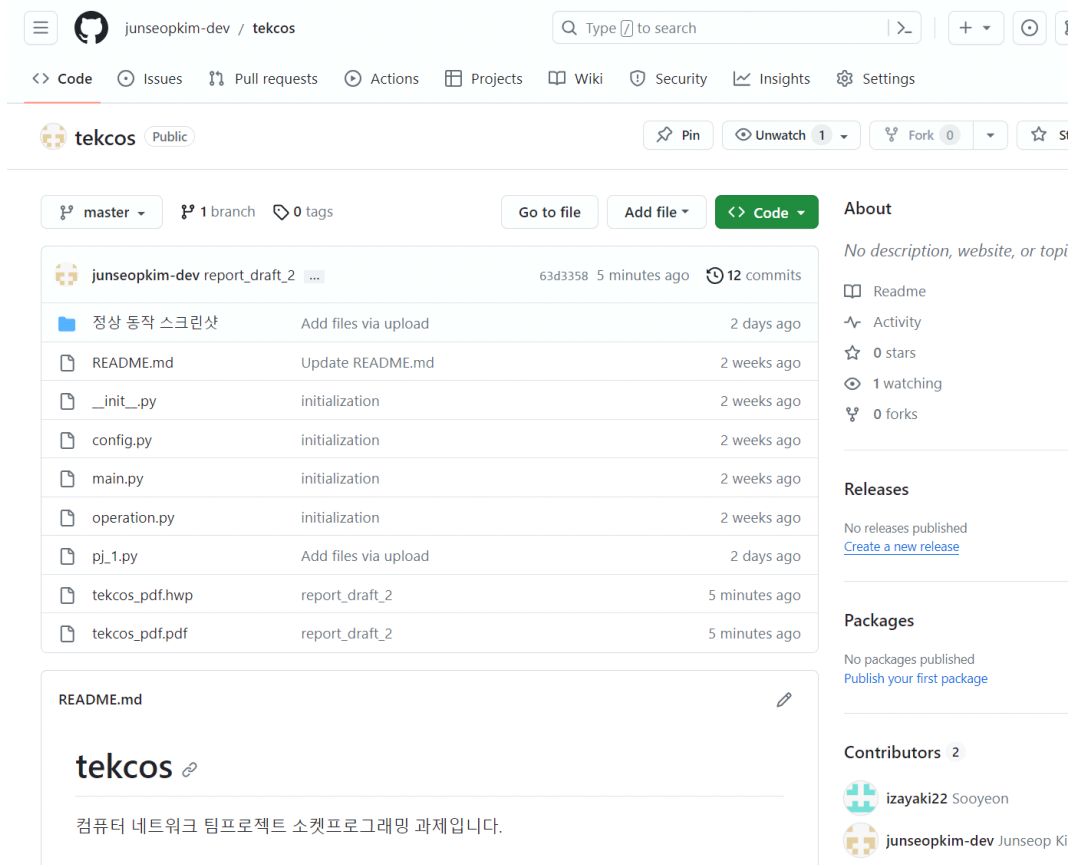 junseopkim-dev / tekcos
Type / to search
Code Issues Pull requests Actions Projects Wiki Security Insights Settings
tekcos Public
Pin Unwatch 1 Fork 0
master 1 branch 0 tags Go to file Add file Code
junseopkim-dev report_draft_2 ... 63d3358 5 minutes ago 12 commits
정상 동작 스크린샷 Add files via upload 2 days ago
README.md Update README.md 2 weeks ago
__init__.py initialization 2 weeks ago
config.py initialization 2 weeks ago
main.py initialization 2 weeks ago
operation.py initialization 2 weeks ago
pj_1.py Add files via upload 2 days ago
tekcos_pdf.hwp report_draft_2 5 minutes ago
tekcos_pdf.pdf report_draft_2 5 minutes ago
README.md
tekcos
컴퓨터 네트워크 팀프로젝트 소켓프로그래밍 과제입니다.
About
No description, website, or
Readme
Activity
0 stars
1 watching
0 forks
Releases
No releases published
Create a new release
Packages
No packages published
Publish your first package
Contributors 2
izayaki22 Sooyeon
junseopkim-dev Junseop